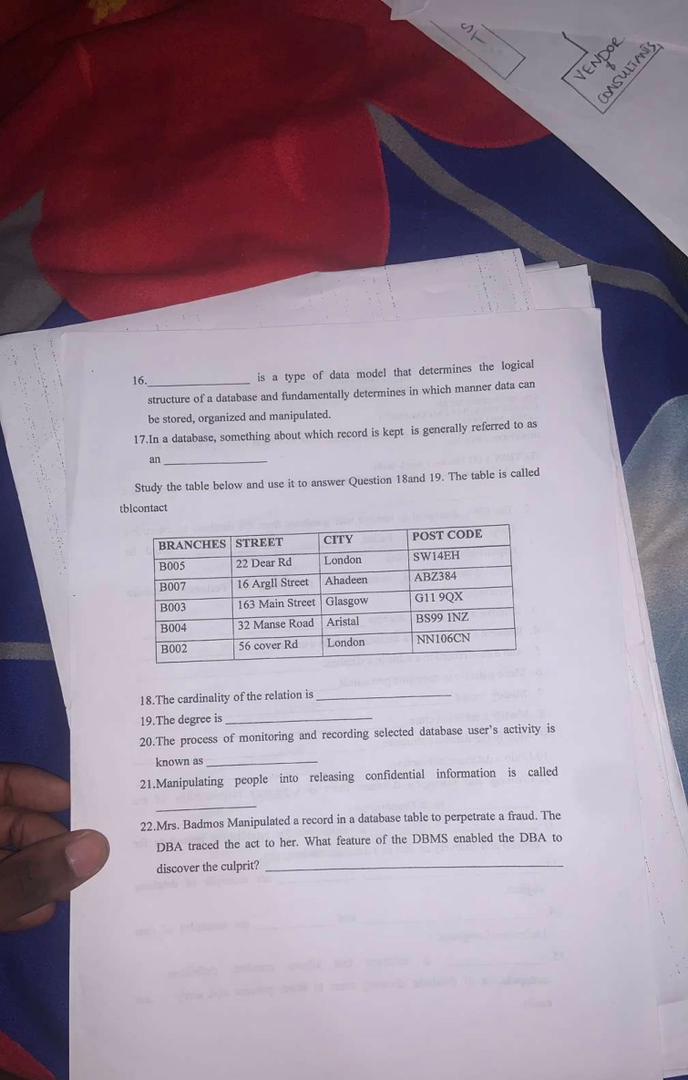 S
T
VENDOR
&
CONSULTANTS
16.______________ is a type of data model that determines the logical
structure of a database and fundamentally determines in which manner data can
be stored, organized and manipulated.
17.In a database, something about which record is kept is generally referred to as
an ______________
Study the table below and use it to answer Question 18and 19. The table is called
tblcontact
BRANCHES STREET CITY POST CODE
B005 22 Dear Rd London SW14EH
B007 16 Argll Street Ahadeen ABZ384
B003 163 Main Street Glasgow G11 9QX
B004 32 Manse Road Aristal BS99 1NZ
B002 56 cover Rd London NN106CN
18.The cardinality of the relation is ____________________
19.The degree is ____________________
20.The process of monitoring and recording selected database user's activity is
known as ________________
21.Manipulating people into releasing confidential information is called
______________
22.Mrs. Badmos Manipulated a record in a database table to perpetrate a fraud. The
DBA traced the act to her. What feature of the DBMS enabled the DBA to
discover the culprit? ________________________________________